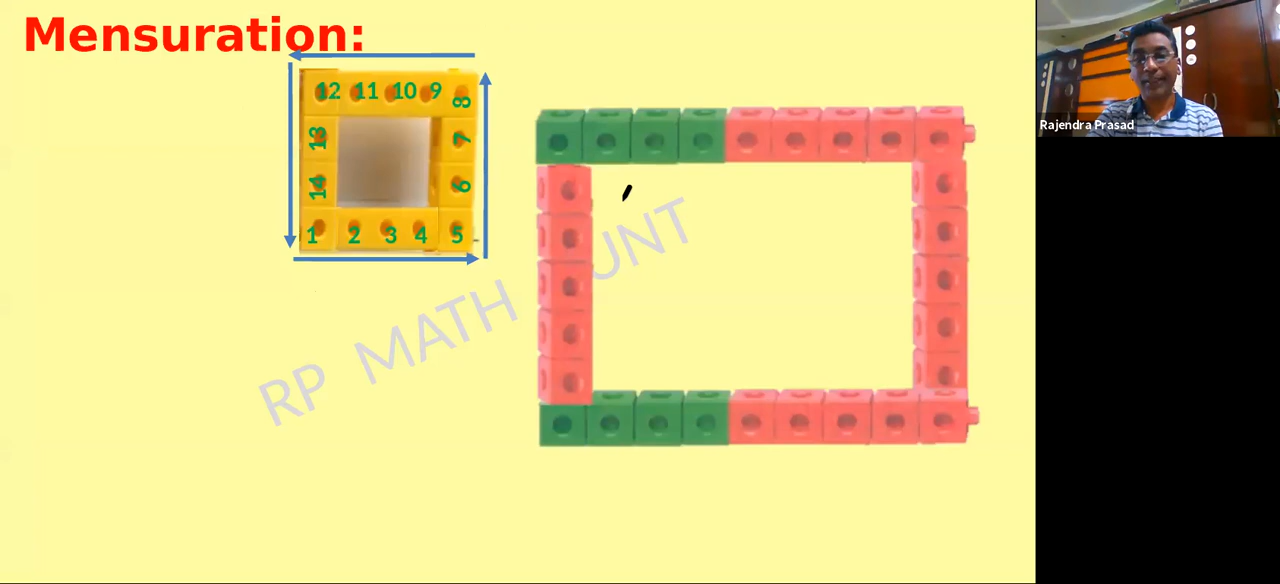 Mensuration:
12 11 10 9 8
13 7
14 6
1 2 3 4 5
RP MATH UNT
Rajendra Prasad